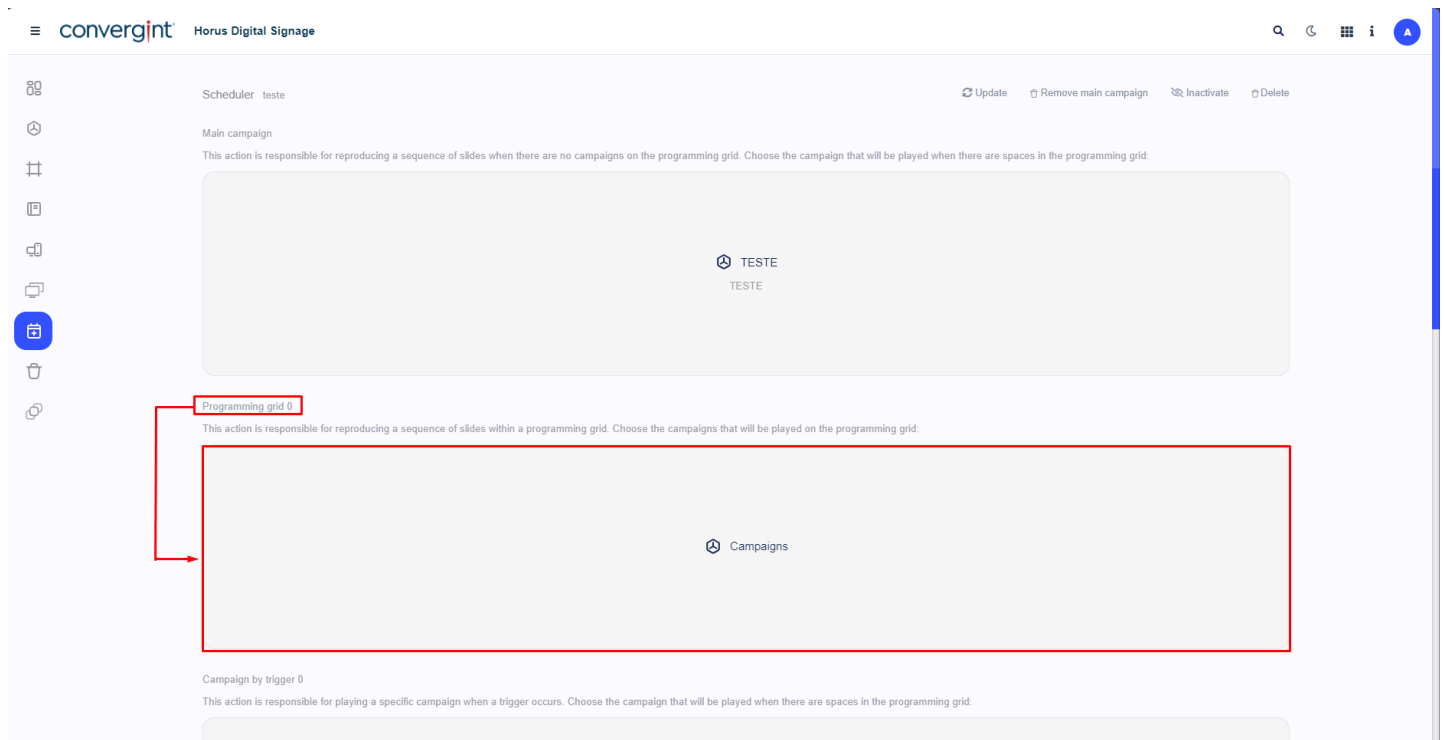 convergint Horus Digital Signage
i
A
Scheduler teste
Update Remove main campaign Inactivate Delete
Main campaign
This action is responsible for reproducing a sequence of slides when there are no campaigns on the programming grid. Choose the campaign that will be played when there are spaces in the programming grid:
TESTE
TESTE
Programming grid 0
This action is responsible for reproducing a sequence of slides within a programming grid. Choose the campaigns that will be played on the programming grid:
Campaigns
Campaign by trigger 0
This action is responsible for playing a specific campaign when a trigger occurs. Choose the campaign that will be played when there are spaces in the programming grid: